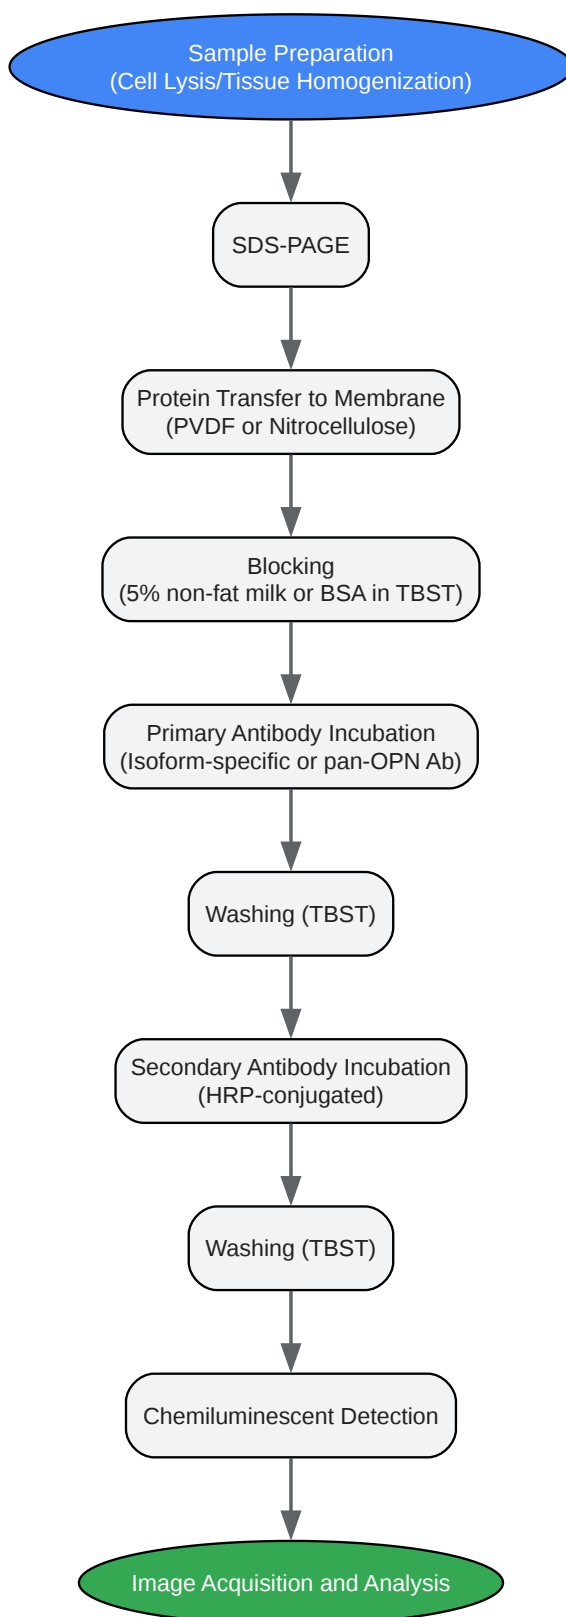 Sample Preparation
(Cell Lysis/Tissue Homogenization)
SDS-PAGE
Protein Transfer to Membrane
(PVDF or Nitrocellulose)
Blocking
(5% non-fat milk or BSA in TBST)
Primary Antibody Incubation
(Isoform-specific or pan-OPN Ab)
Washing (TBST)
Secondary Antibody Incubation
(HRP-conjugated)
Washing (TBST)
Chemiluminescent Detection
Image Acquisition and Analysis